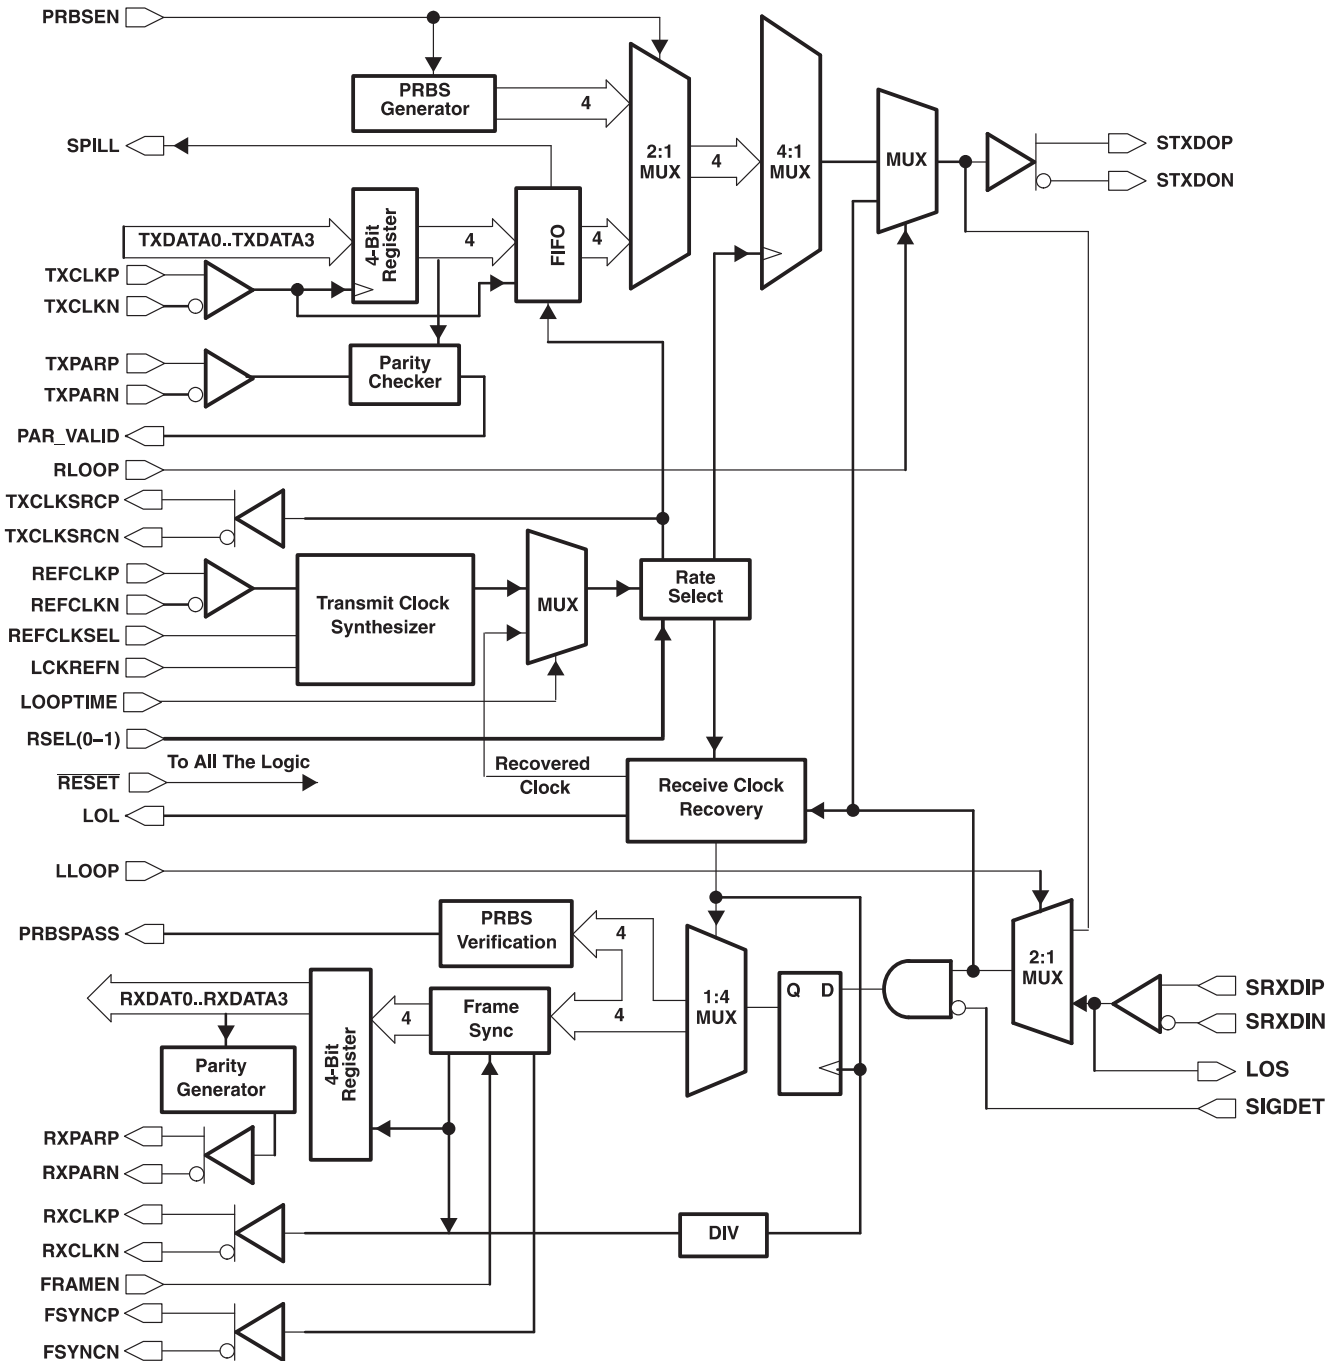 PRBSEN
PRBS
Generator
4
SPILL
2:1
MUX
4
4:1
MUX
MUX
STXDOP
STXDON
TXDATA0..TXDATA3
4-Bit
Register
4
FIFO
4
TXCLKP
TXCLKN
TXPARP
TXPARN
Parity
Checker
PAR_VALID
RLOOP
TXCLKSRCP
TXCLKSRCN
REFCLKP
REFCLKN
REFCLKSEL
LCKREFN
Transmit Clock
Synthesizer
MUX
Rate
Select
LOOPTIME
RSEL(0–1)
RESET
To All The Logic
Recovered
Clock
Receive Clock
Recovery
LOL
LLOOP
PRBSPASS
PRBS
Verification
4
RXDAT0..RXDATA3
4-Bit
Register
4
Frame
Sync
4
1:4
MUX
Q D
2:1
MUX
SRXDIP
SRXDIN
LOS
SIGDET
Parity
Generator
RXPARP
RXPARN
RXCLKP
RXCLKN
DIV
FRAMEN
FSYNCP
FSYNCN